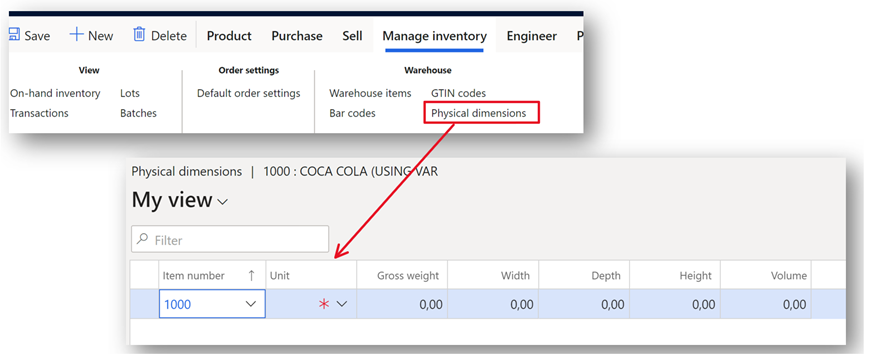 Save New Delete Product Purchase Sell Manage inventory Engineer P
View Order settings Warehouse
On-hand inventory Lots Default order settings Warehouse items GTIN codes
Transactions Batches Bar codes Physical dimensions
Physical dimensions | 1000 : COCA COLA (USING VAR
My view
Filter
Item number ↑ Unit Gross weight Width Depth Height Volume
1000 * 0,00 0,00 0,00 0,00 0,00